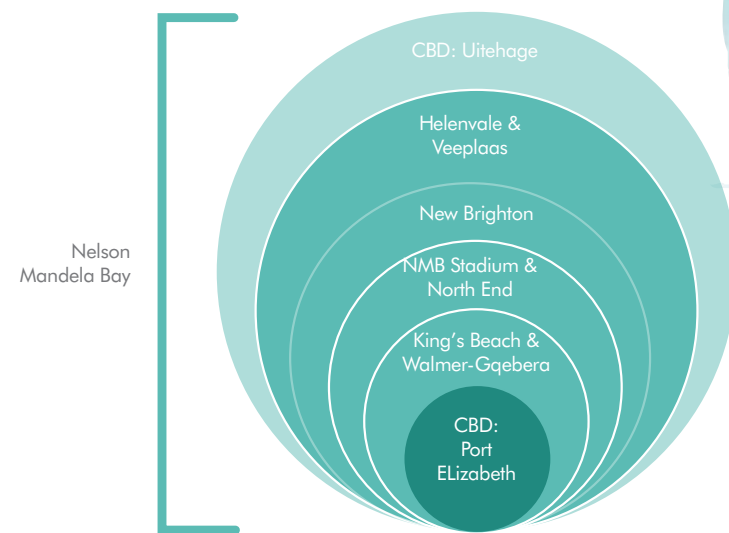 CBD: Uitehage
Helenvale &
Veeplaas
New Brighton
NMB Stadium &
North End
Nelson
Mandela Bay
King's Beach &
Walmer-Gqebera
CBD:
Port
ELizabeth